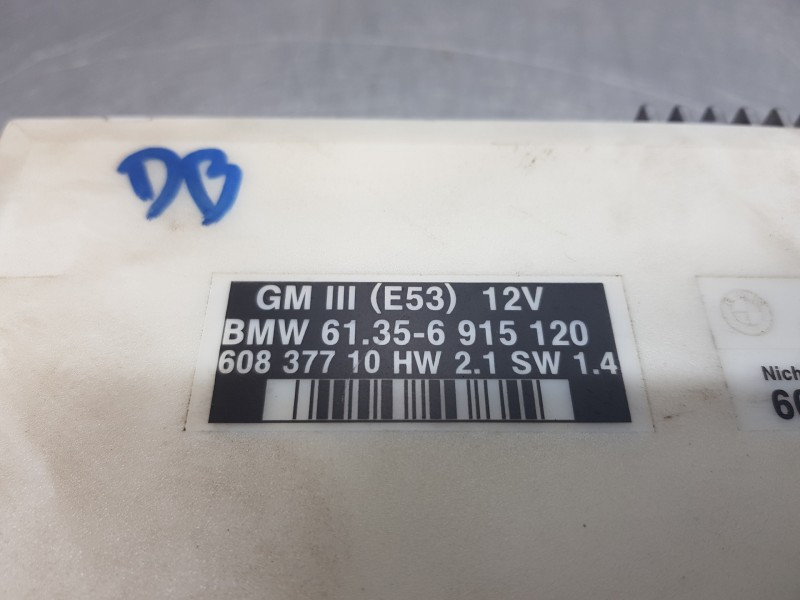 DB
GM III (E53) 12V
BMW 61.35-6 915 120
608 377 10 HW 2.1 SW 1.4
Nich